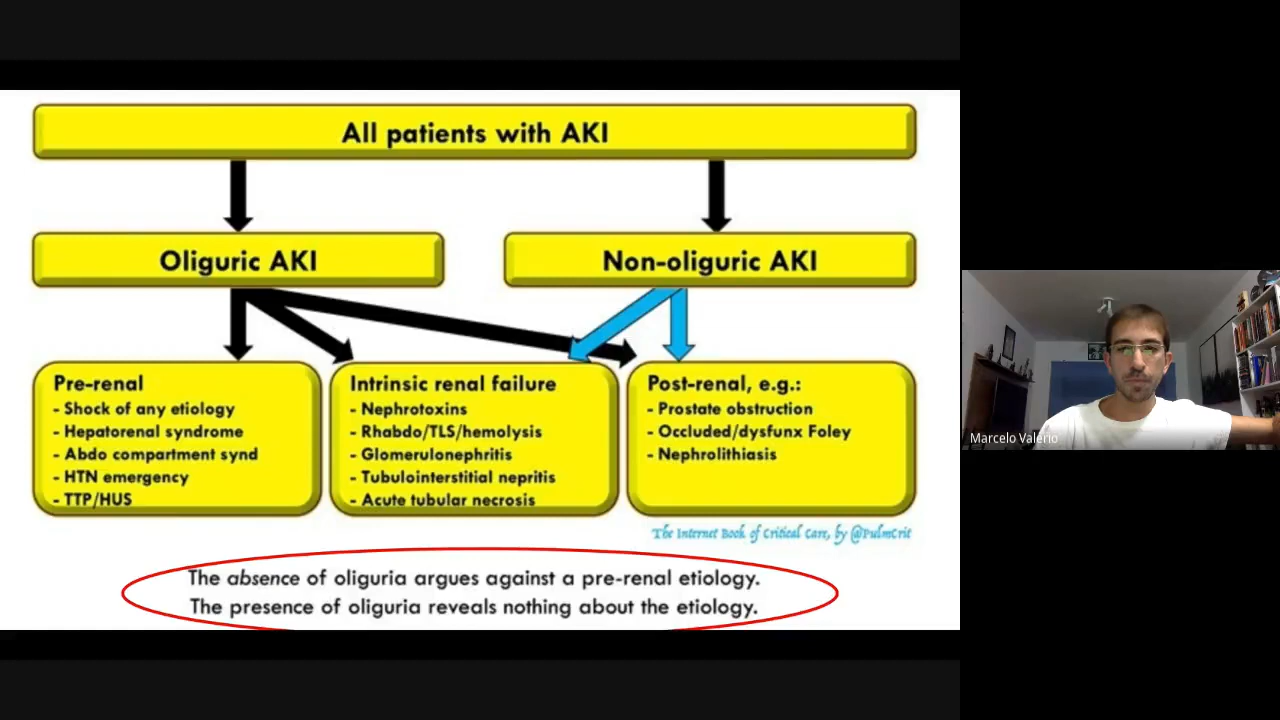 All patients with AKI
Oliguric AKI
Non-oliguric AKI
Pre-renal
- Shock of any etiology
- Hepatorenal syndrome
- Abdo compartment synd
- HTN emergency
- TTP/HUS
Intrinsic renal failure
- Nephrotoxins
- Rhabdo/TLS/hemolysis
- Glomerulonephritis
- Tubulointerstitial nepritis
- Acute tubular necrosis
Post-renal, e.g.:
- Prostate obstruction
- Occluded/dysfunx Foley
- Nephrolithiasis
The Internet Book of Critical Care, by @PulmCrit
The absence of oliguria argues against a pre-renal etiology.
The presence of oliguria reveals nothing about the etiology.
Marcelo Valerio